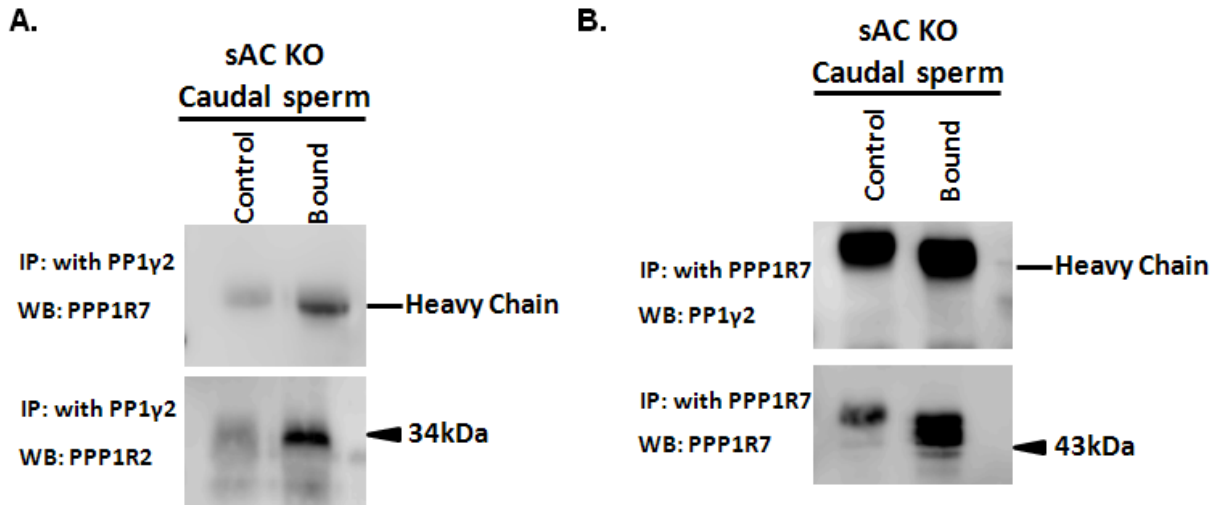 A.
sAC KO
Caudal sperm
Control
Bound
IP: with PP1γ2
WB: PPP1R7
Heavy Chain
IP: with PP1γ2
WB: PPP1R2
34kDa
B.
sAC KO
Caudal sperm
Control
Bound
IP: with PPP1R7
WB: PP1γ2
Heavy Chain
IP: with PPP1R7
WB: PPP1R7
43kDa